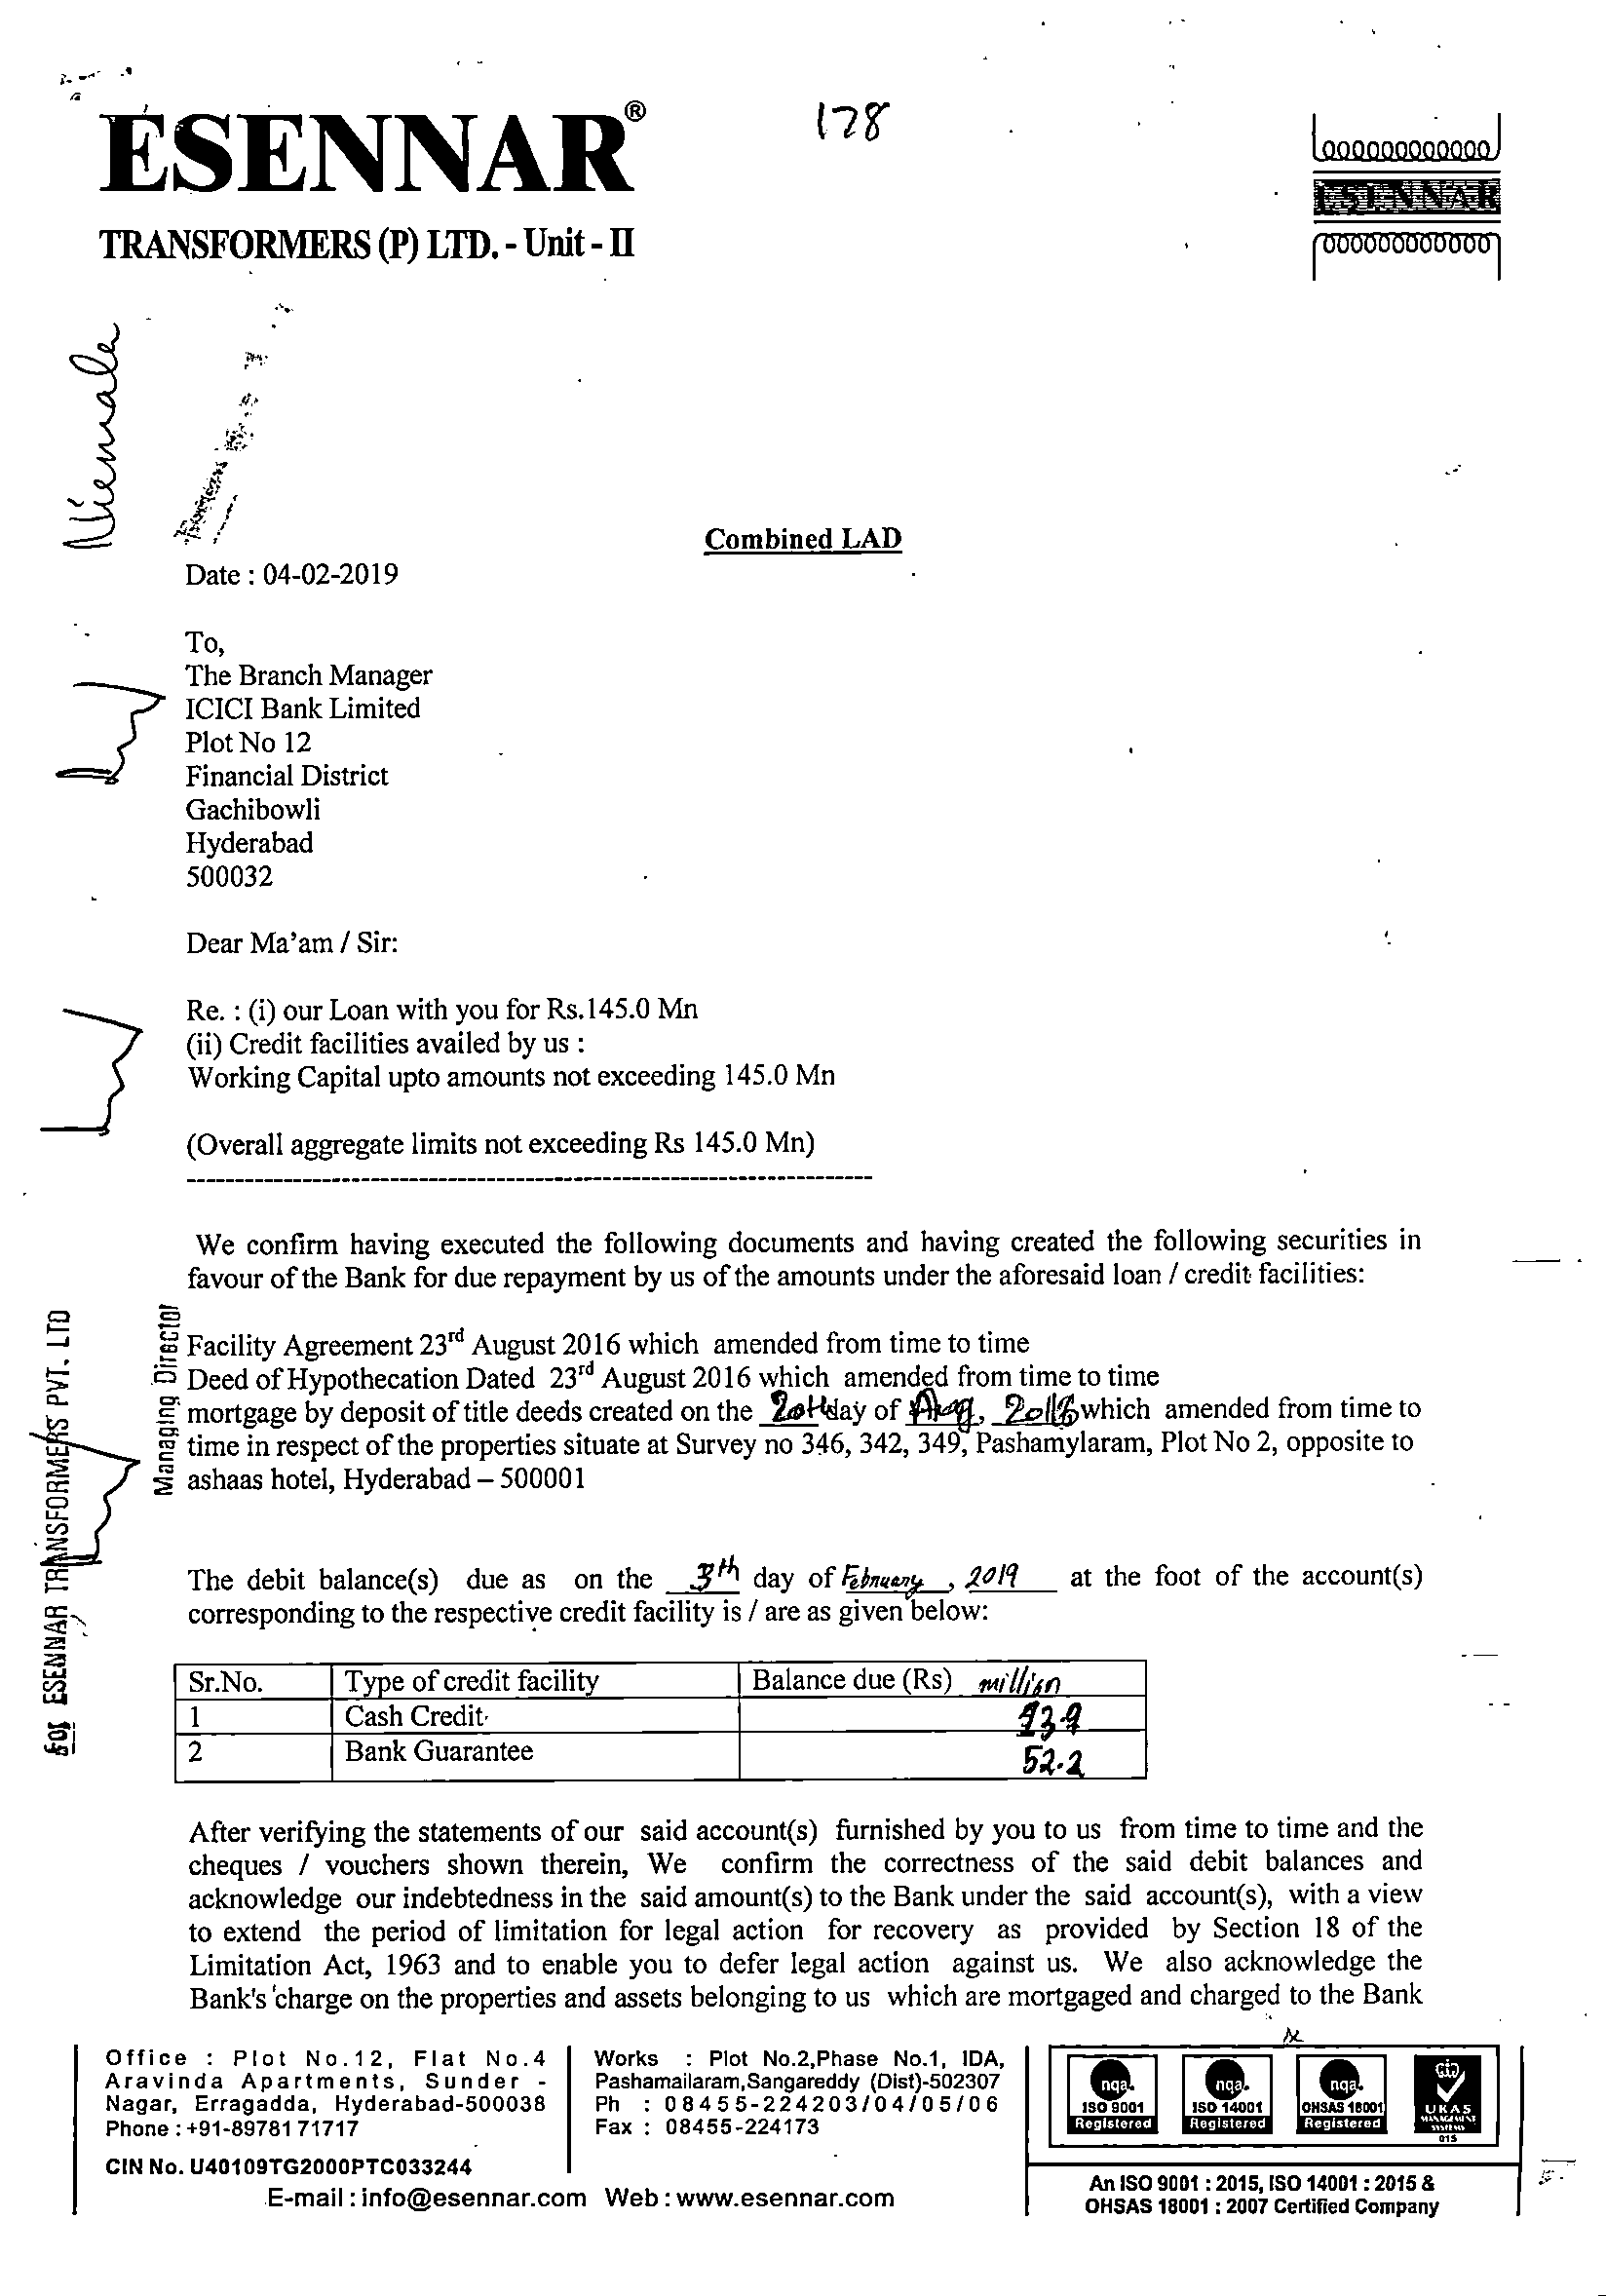 178
ESENNAR®
TRANSFORMERS (P) LTD. - Unit - II
ESENNAR
Combined LAD
Date : 04-02-2019
To,
The Branch Manager
ICICI Bank Limited
Plot No 12
Financial District
Gachibowli
Hyderabad
500032
Dear Ma'am / Sir:
Re. : (i) our Loan with you for Rs.145.0 Mn
(ii) Credit facilities availed by us :
Working Capital upto amounts not exceeding 145.0 Mn
(Overall aggregate limits not exceeding Rs 145.0 Mn)
We confirm having executed the following documents and having created the following securities in
favour of the Bank for due repayment by us of the amounts under the aforesaid loan / credit facilities:
Facility Agreement 23rd August 2016 which amended from time to time
Deed of Hypothecation Dated 23rd August 2016 which amended from time to time
mortgage by deposit of title deeds created on the 20th day of Aug, which amended from time to
time in respect of the properties situate at Survey no 346, 342, 349, Pashamylaram, Plot No 2, opposite to
ashaas hotel, Hyderabad – 500001
for ESENNAR TRANSFORMERS PVT. LTD
Managing Director
The debit balance(s) due as on the 3th day of February, 2019 at the foot of the account(s)
corresponding to the respective credit facility is / are as given below:
Sr.No. Type of credit facility Balance due (Rs) million
1 Cash Credit
2 Bank Guarantee 52.2
After verifying the statements of our said account(s) furnished by you to us from time to time and the
cheques / vouchers shown therein, We confirm the correctness of the said debit balances and
acknowledge our indebtedness in the said amount(s) to the Bank under the said account(s), with a view
to extend the period of limitation for legal action for recovery as provided by Section 18 of the
Limitation Act, 1963 and to enable you to defer legal action against us. We also acknowledge the
Bank's charge on the properties and assets belonging to us which are mortgaged and charged to the Bank
Office : Plot No.12, Flat No.4
Aravinda Apartments, Sunder -
Nagar, Erragadda, Hyderabad-500038
Phone : +91-89781 71717
CIN No. U40109TG2000PTC033244
Works : Plot No.2,Phase No.1, IDA,
Pashamailaram,Sangareddy (Dist)-502307
Ph : 08455-224203/04/05/06
Fax : 08455-224173
E-mail : info@esennar.com Web : www.esennar.com
nqa. ISO 9001 Registered
nqa. ISO 14001 Registered
nqa. OHSAS 18001 Registered
UKAS MANAGEMENT SYSTEMS 015
An ISO 9001 : 2015, ISO 14001 : 2015 &
OHSAS 18001 : 2007 Certified Company